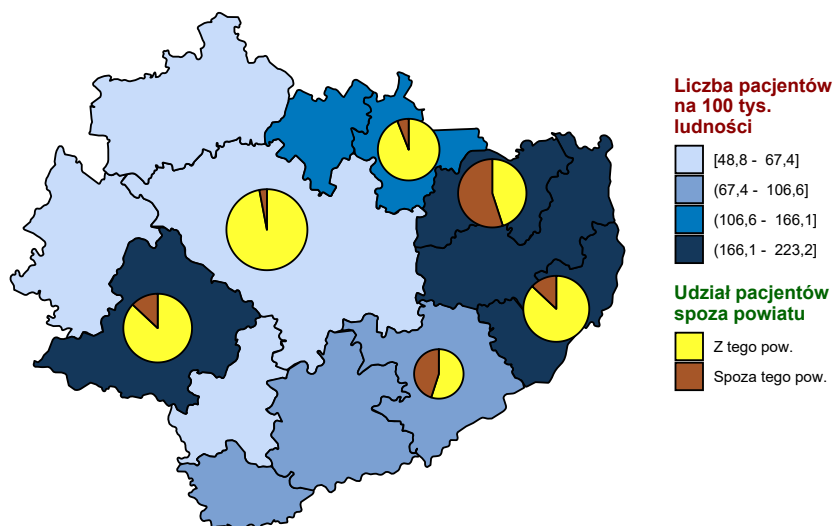 Liczba pacjentów
na 100 tys.
ludności
[48,8 - 67,4]
(67,4 - 106,6]
(106,6 - 166,1]
(166,1 - 223,2]
Udział pacjentów
spoza powiatu
Z tego pow.
Spoza tego pow.